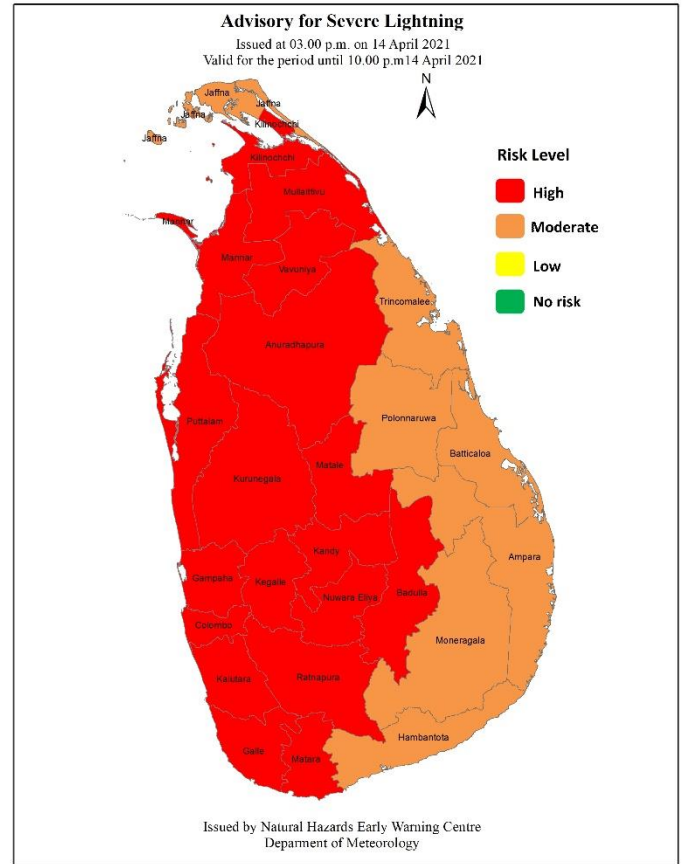 Advisory for Severe Lightning
Issued at 03.00 p.m. on 14 April 2021
Valid for the period until 10.00 p.m14 April 2021
N
Jaffna
Jaffna
Jaffna
Kilinochchi
Jaffna
Kilinochchi
Mullaittivu
Mannar
Mannar
Vavuniya
Trincomalee
Anuradhapura
Puttalam
Polonnaruwa
Batticaloa
Kurunegala
Matale
Kandy
Ampara
Gampaha
Kegalle
Nuwara Eliya
Badulla
Colombo
Moneragala
Kalutara
Ratnapura
Hambantota
Galle
Matara
Risk Level
High
Moderate
Low
No risk
Issued by Natural Hazards Early Warning Centre
Deparment of Meteorology